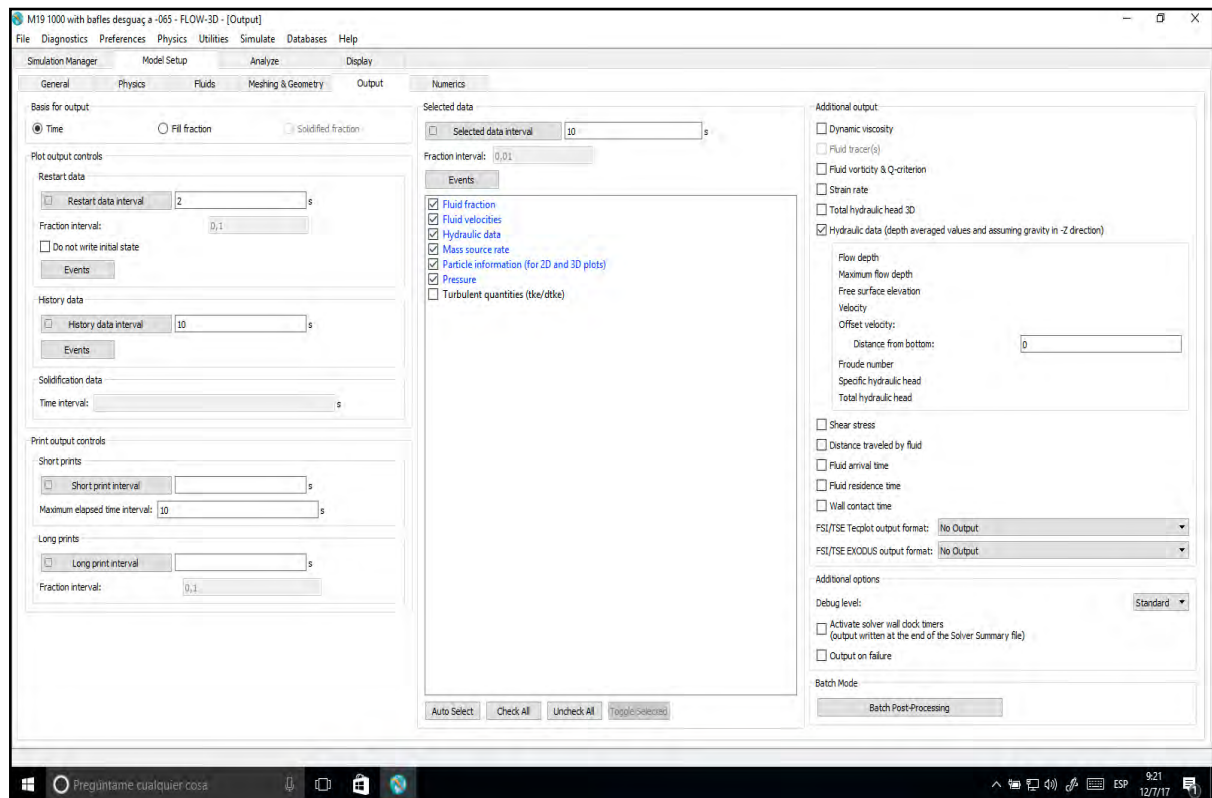 M19 1000 with bafles desguaç a -065 - FLOW-3D - [Output]
File Diagnostics Preferences Physics Utilities Simulate Databases Help
Simulation Manager Model Setup Analyze Display
General Physics Fluids Meshing & Geometry Output Numerics
Basis for output
Time Fill fraction Solidified fraction
Plot output controls
Restart data
Restart data interval 2 s
Fraction interval: 0,1
Do not write initial state
Events
History data
History data interval 10 s
Events
Solidification data
Time interval: s
Print output controls
Short prints
Short print interval s
Maximum elapsed time interval: 10 s
Long prints
Long print interval s
Fraction interval: 0,1
Selected data
Selected data interval 10 s
Fraction interval: 0,01
Events
Fluid fraction
Fluid velocities
Hydraulic data
Mass source rate
Particle information (for 2D and 3D plots)
Pressure
Turbulent quantities (tke/dtke)
Auto Select Check All Uncheck All Toggle Selected
Additional output
Dynamic viscosity
Fluid tracer(s)
Fluid vorticity & Q-criterion
Strain rate
Total hydraulic head 3D
Hydraulic data (depth averaged values and assuming gravity in -Z direction)
Flow depth
Maximum flow depth
Free surface elevation
Velocity
Offset velocity:
Distance from bottom: 0
Froude number
Specific hydraulic head
Total hydraulic head
Shear stress
Distance traveled by fluid
Fluid arrival time
Fluid residence time
Wall contact time
FSI/TSE Tecplot output format: No Output
FSI/TSE EXODUS output format: No Output
Additional options
Debug level: Standard
Activate solver wall clock timers
(output written at the end of the Solver Summary file)
Output on failure
Batch Mode
Batch Post-Processing
Pregúntame cualquier cosa
ESP
9:21
12/7/17